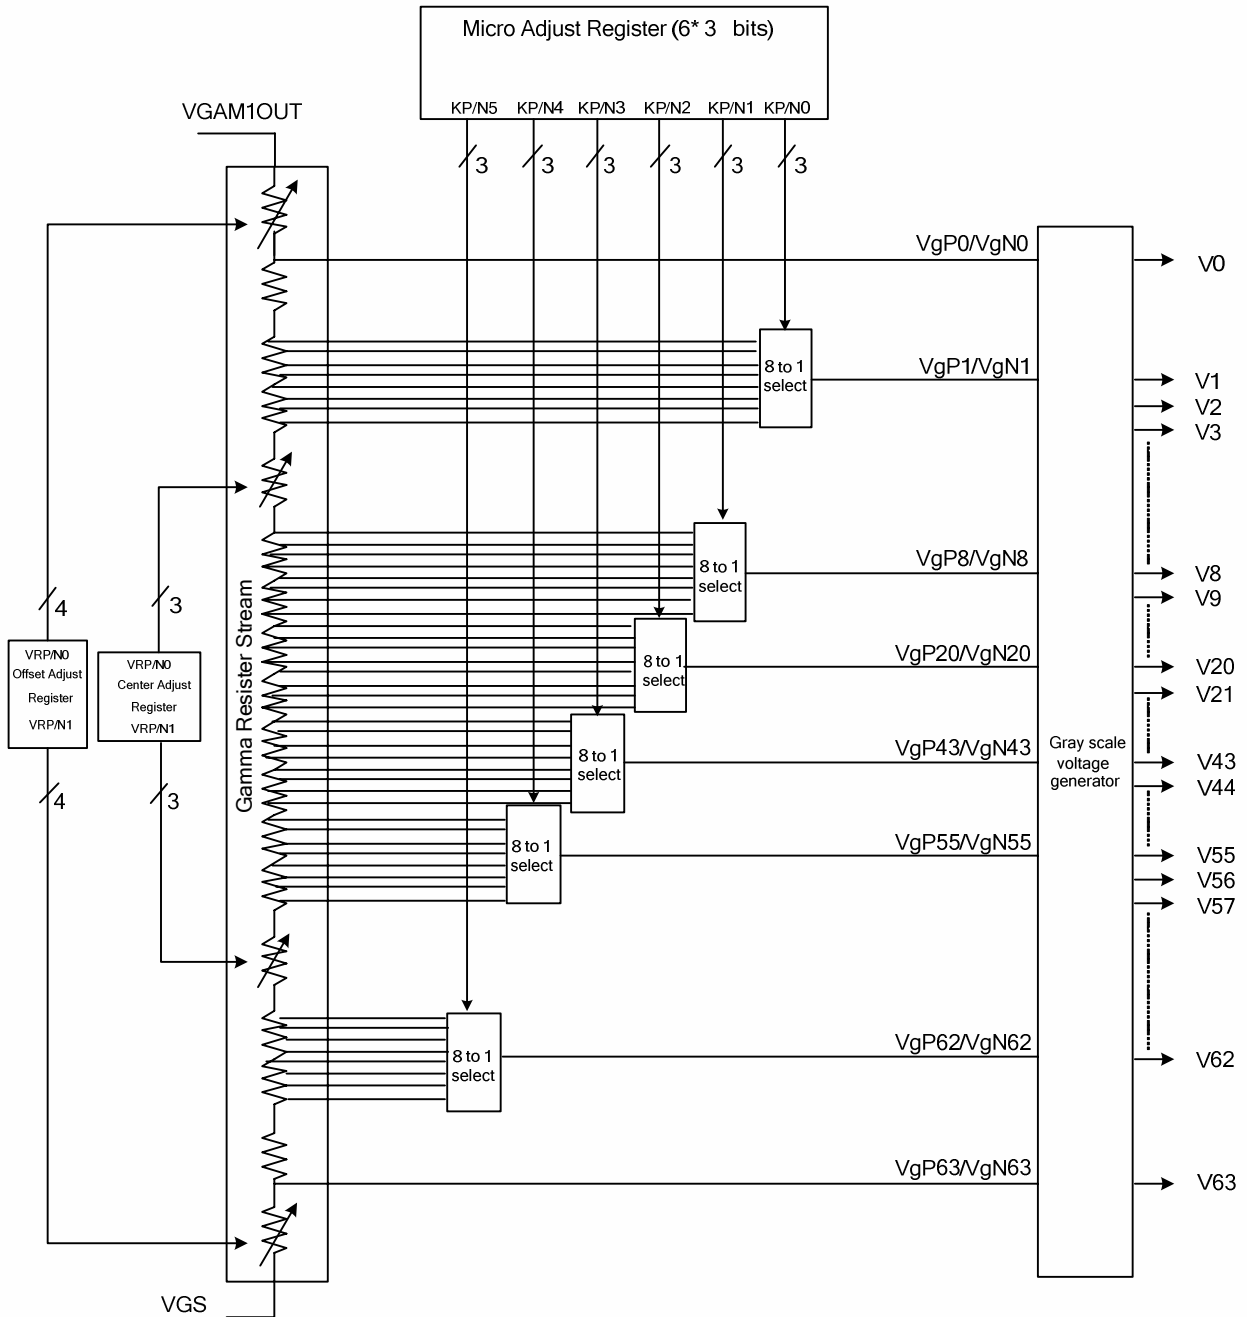 Micro Adjust Register (6* 3 bits)
KP/N5 KP/N4 KP/N3 KP/N2 KP/N1 KP/N0
VGAM1OUT
3 3 3 3 3 3
VgP0/VgN0
V0
8 to 1
select
VgP1/VgN1
V1
V2
V3
8 to 1
select
VgP8/VgN8
V8
V9
4
3
VRP/N0
Offset Adjust
Register
VRP/N1
VRP/N0
Center Adjust
Register
VRP/N1
4
3
Gamma Resister Stream
8 to 1
select
VgP20/VgN20
V20
V21
8 to 1
select
VgP43/VgN43
Gray scale
voltage
generator
V43
V44
8 to 1
select
VgP55/VgN55
V55
V56
V57
8 to 1
select
VgP62/VgN62
V62
VgP63/VgN63
V63
VGS